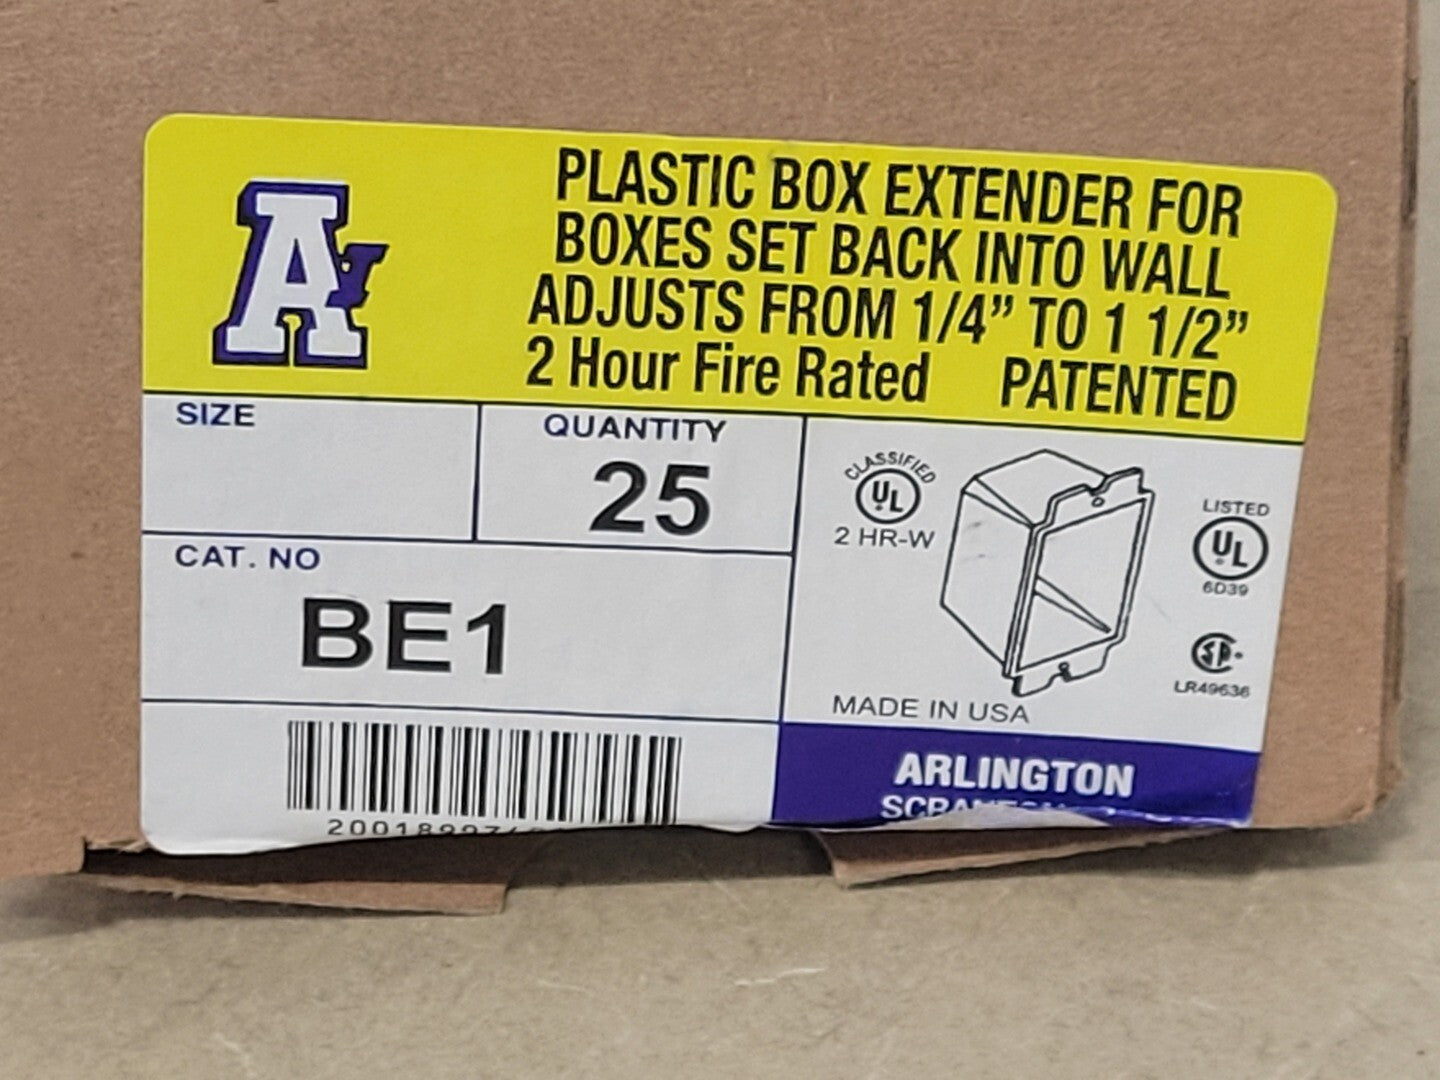 PLASTIC BOX EXTENDER FOR
BOXES SET BACK INTO WALL
ADJUSTS FROM 1/4” TO 1 1/2”
2 Hour Fire Rated PATENTED
A
SIZE
QUANTITY
25
CAT. NO
BE1
CLASSIFIED
UL
2 HR-W
LISTED
UL
6D39
LR49636
MADE IN USA
ARLINGTON